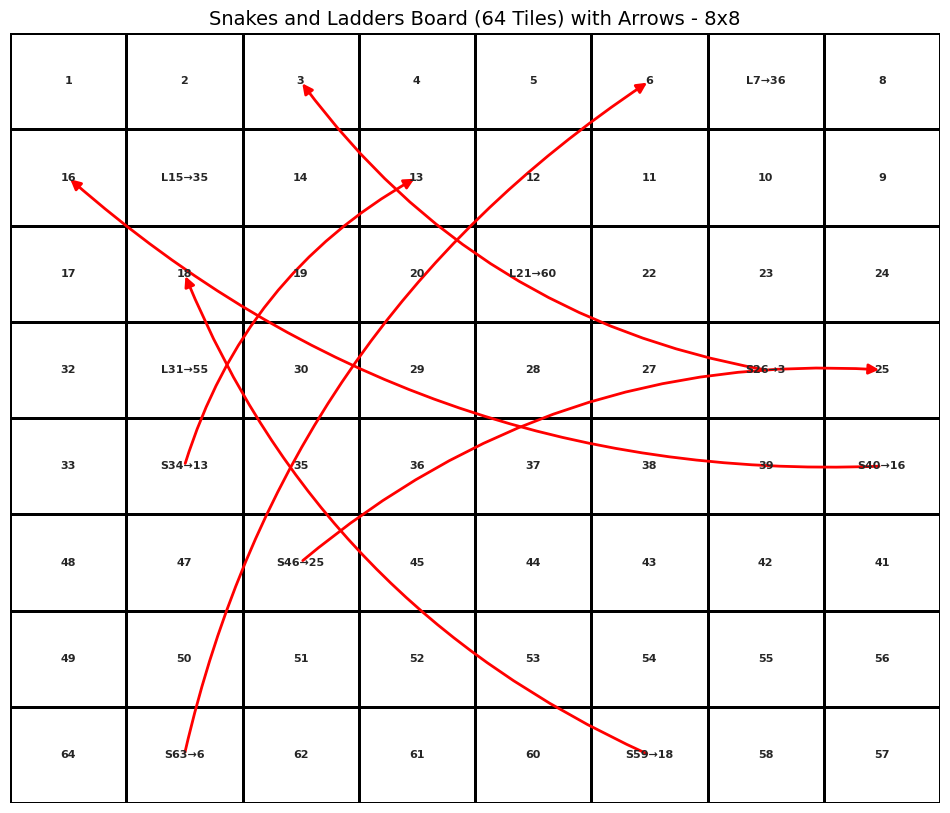 Snakes and Ladders Board (64 Tiles) with Arrows - 8x8
1 2 3 4 5 6 L7→36 8
16 L15→35 14 13 12 11 10 9
17 18 19 20 L21→60 22 23 24
32 L31→55 30 29 28 27 S26→3 25
33 S34→13 35 36 37 38 39 S40→16
48 47 S46→25 45 44 43 42 41
49 50 51 52 53 54 55 56
64 S63→6 62 61 60 S59→18 58 57